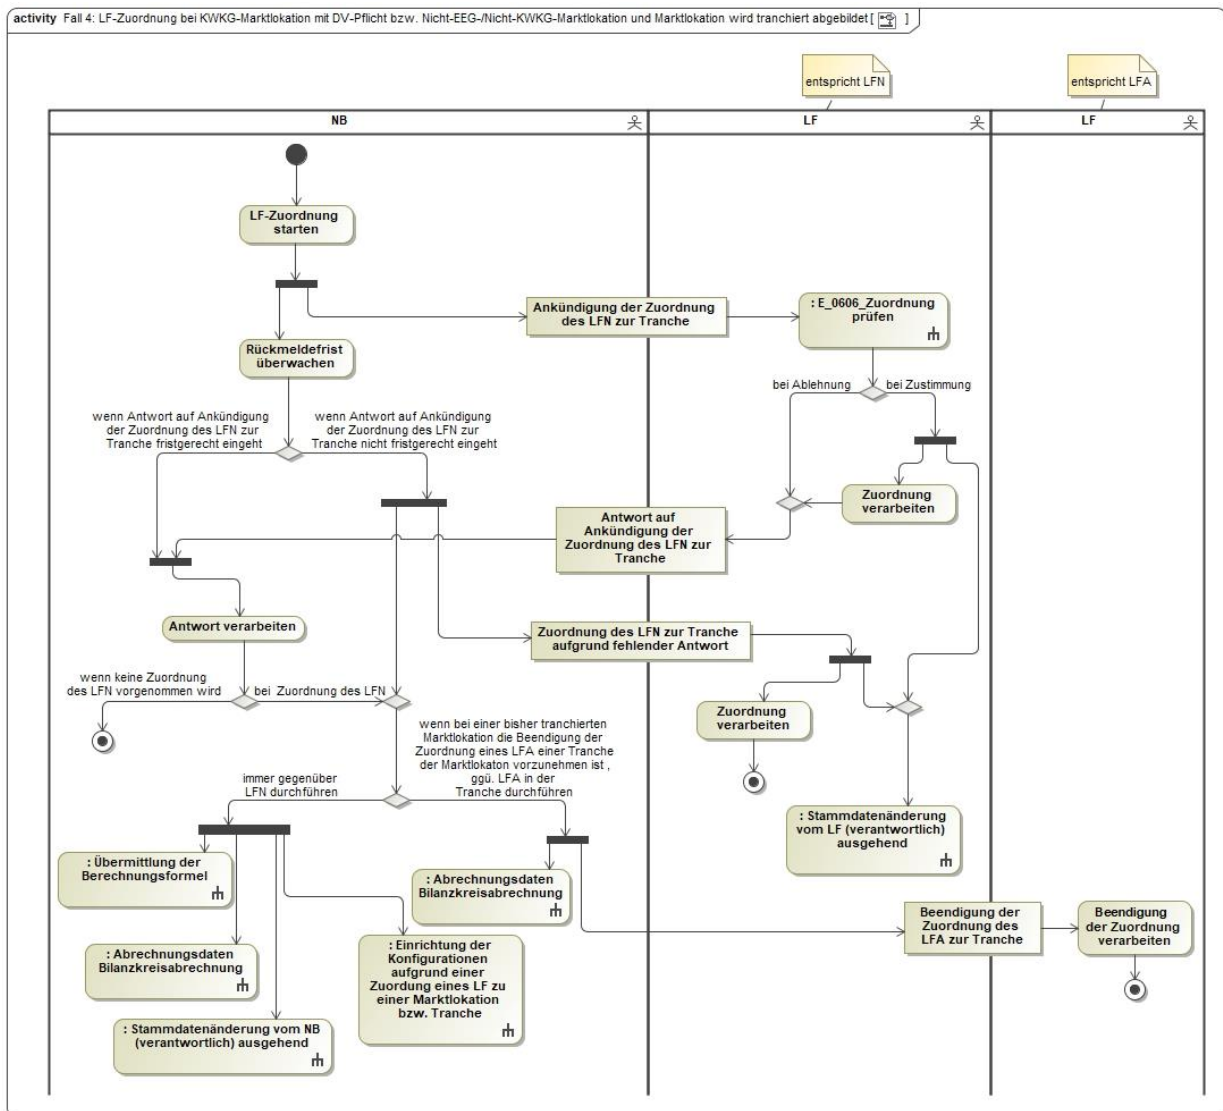 activity Fall 4: LF-Zuordnung bei KWKG-Marktlokation mit DV-Pflicht bzw. Nicht-EEG-/Nicht-KWKG-Marktlokation und Marktlokation wird tranchiert abgebildet [ ]
entspricht LFN
entspricht LFA
NB
LF
LF
LF-Zuordnung
starten
Ankündigung der Zuordnung
des LFN zur Tranche
: E_0606_Zuordnung
prüfen
Rückmeldefrist
überwachen
bei Ablehnung
bei Zustimmung
wenn Antwort auf Ankündigung
der Zuordnung des LFN zur
Tranche fristgerecht eingeht
wenn Antwort auf Ankündigung
der Zuordnung des LFN zur
Tranche nicht fristgerecht eingeht
Zuordnung
verarbeiten
Antwort auf
Ankündigung der
Zuordnung des LFN zur
Tranche
Antwort verarbeiten
Zuordnung des LFN zur Tranche
aufgrund fehlender Antwort
wenn keine Zuordnung
des LFN vorgenommen wird
bei Zuordnung des LFN
Zuordnung
verarbeiten
wenn bei einer bisher tranchierten
Marktlokation die Beendigung der
Zuordnung eines LFA einer Tranche
der Marktlokaton vorzunehmen ist ,
ggü. LFA in der
Tranche durchführen
immer gegenüber
LFN durchführen
: Stammdatenänderung
vom LF (verantwortlich)
ausgehend
: Übermittlung der
Berechnungsformel
: Abrechnungsdaten
Bilanzkreisabrechnung
Beendigung der
Zuordnung des
LFA zur Tranche
Beendigung
der Zuordnung
verarbeiten
: Abrechnungsdaten
Bilanzkreisabrechnung
: Einrichtung der
Konfigurationen
aufgrund einer
Zuordung eines LF zu
einer Marktlokation
bzw. Tranche
: Stammdatenänderung vom NB
(verantwortlich) ausgehend